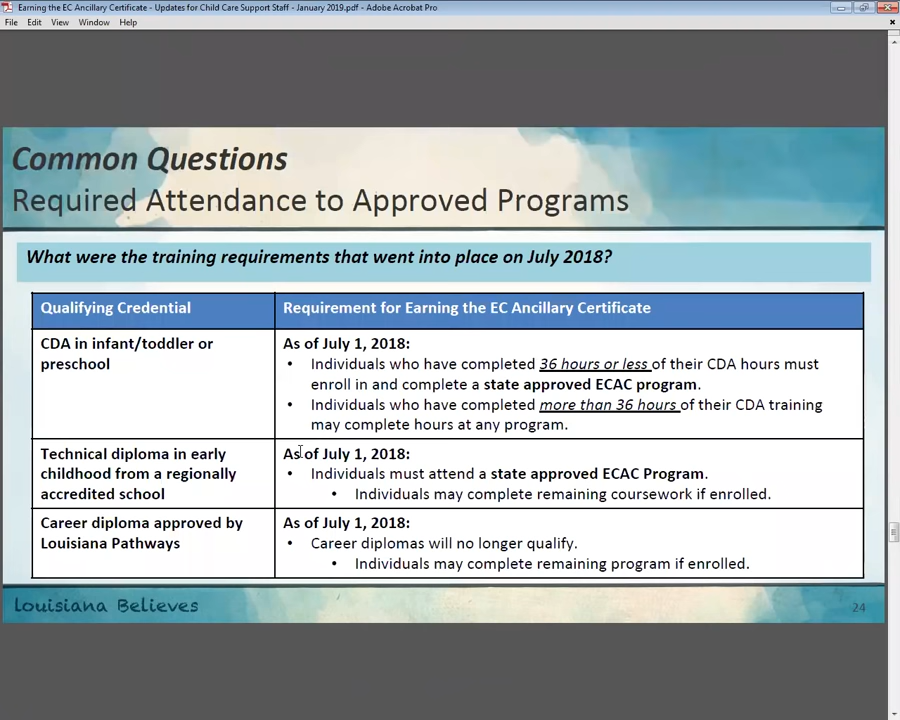 Earning the EC Ancillary Certificate - Updates for Child Care Support Staff - January 2019.pdf - Adobe Acrobat Pro
File Edit View Window Help
Common Questions
Required Attendance to Approved Programs
What were the training requirements that went into place on July 2018?
Qualifying Credential
Requirement for Earning the EC Ancillary Certificate
CDA in infant/toddler or
preschool
As of July 1, 2018:
• Individuals who have completed 36 hours or less of their CDA hours must
enroll in and complete a state approved ECAC program.
• Individuals who have completed more than 36 hours of their CDA training
may complete hours at any program.
Technical diploma in early
childhood from a regionally
accredited school
As of July 1, 2018:
• Individuals must attend a state approved ECAC Program.
• Individuals may complete remaining coursework if enrolled.
Career diploma approved by
Louisiana Pathways
As of July 1, 2018:
• Career diplomas will no longer qualify.
• Individuals may complete remaining program if enrolled.
Louisiana Believes
24